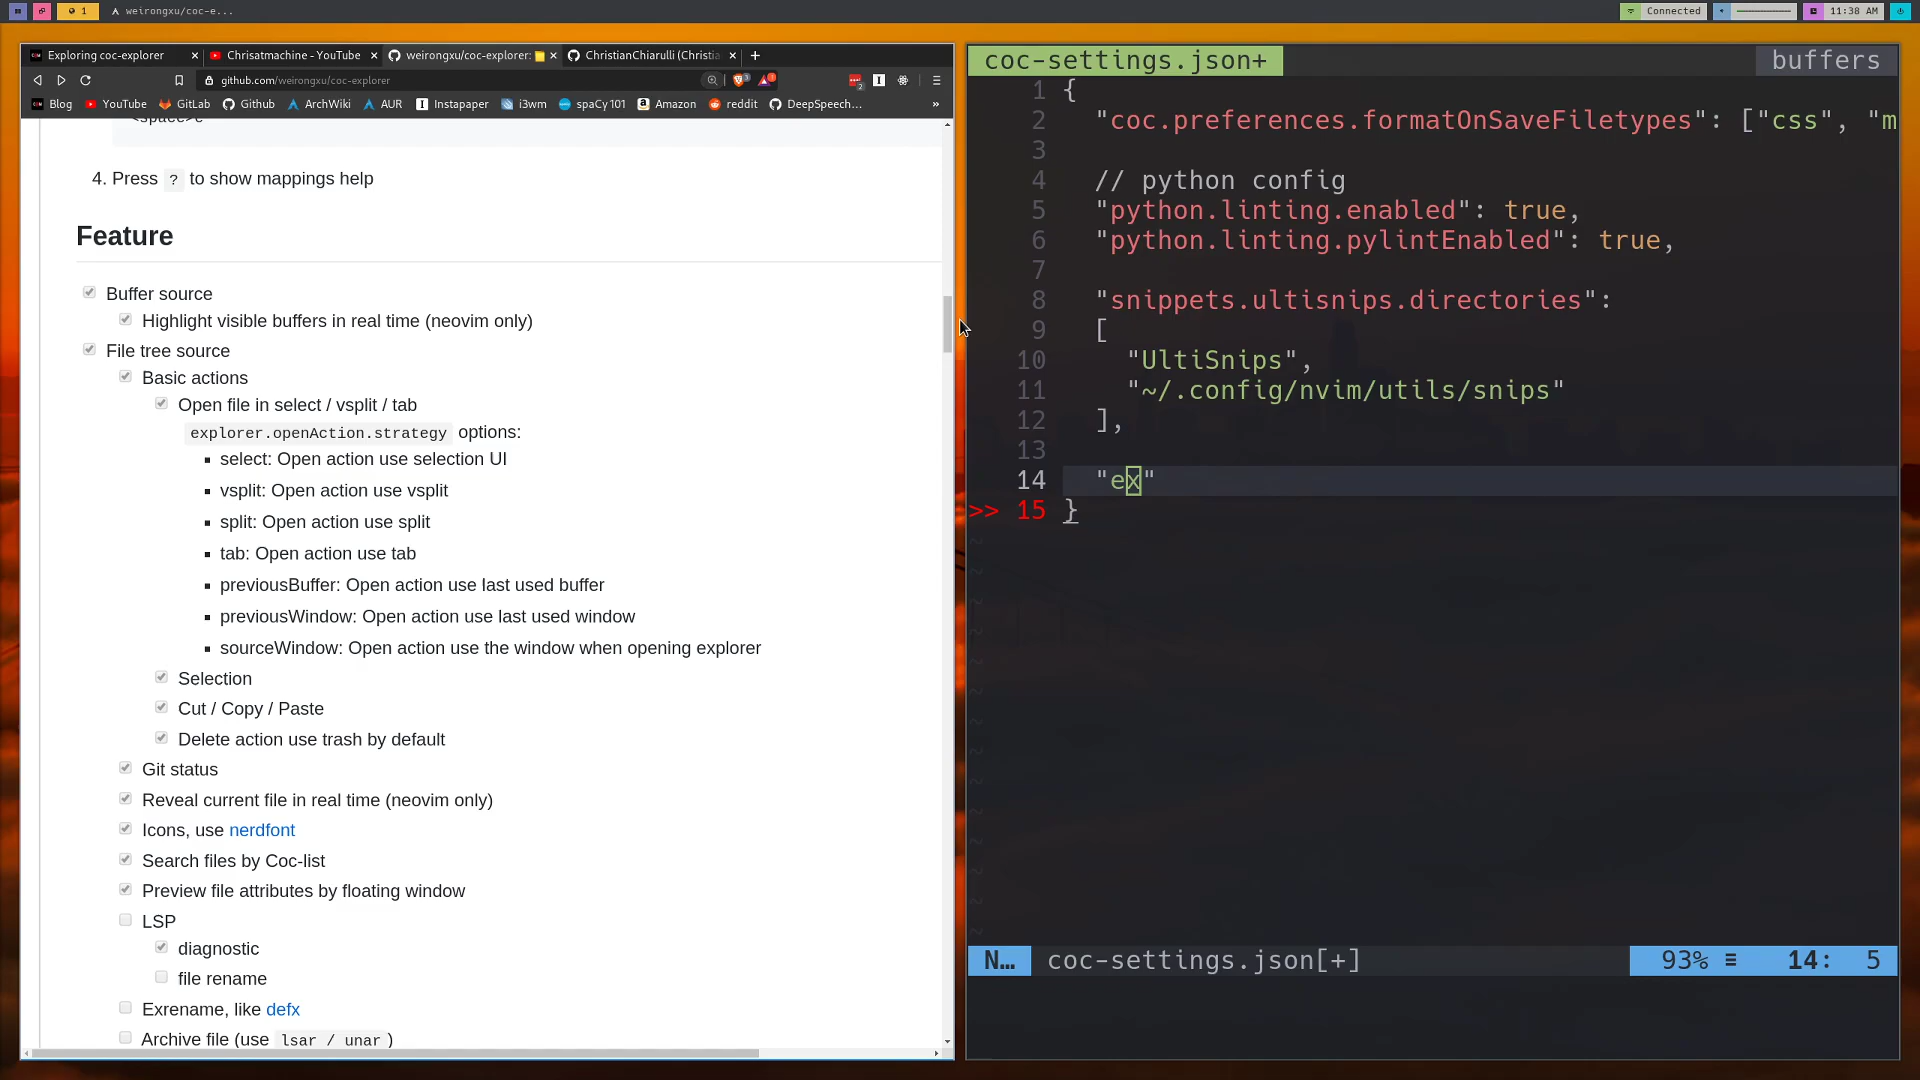 1
weirongxu/coc-e...
Connected
11:38 AM
Exploring coc-explorer
Chrisatmachine - YouTube
weirongxu/coc-explorer:
ChristianChiarulli (Christia
github.com/weirongxu/coc-explorer
Blog
YouTube
GitLab
Github
ArchWiki
AUR
Instapaper
i3wm
spaCy 101
Amazon
reddit
DeepSpeech...
»
<space>e
4. Press ? to show mappings help
Feature
Buffer source
Highlight visible buffers in real time (neovim only)
File tree source
Basic actions
Open file in select / vsplit / tab
explorer.openAction.strategy options:
select: Open action use selection UI
vsplit: Open action use vsplit
split: Open action use split
tab: Open action use tab
previousBuffer: Open action use last used buffer
previousWindow: Open action use last used window
sourceWindow: Open action use the window when opening explorer
Selection
Cut / Copy / Paste
Delete action use trash by default
Git status
Reveal current file in real time (neovim only)
Icons, use nerdfont
Search files by Coc-list
Preview file attributes by floating window
LSP
diagnostic
file rename
Exrename, like defx
Archive file (use lsar / unar )
coc-settings.json+
buffers
1 {
2 "coc.preferences.formatOnSaveFiletypes": ["css", "m
3
4 // python config
5 "python.linting.enabled": true,
6 "python.linting.pylintEnabled": true,
7
8 "snippets.ultisnips.directories":
9 [
10 "UltiSnips",
11 "~/.config/nvim/utils/snips"
12 ],
13
14 "ex"
>> 15 }
N… coc-settings.json[+] 93% ≡ 14: 5